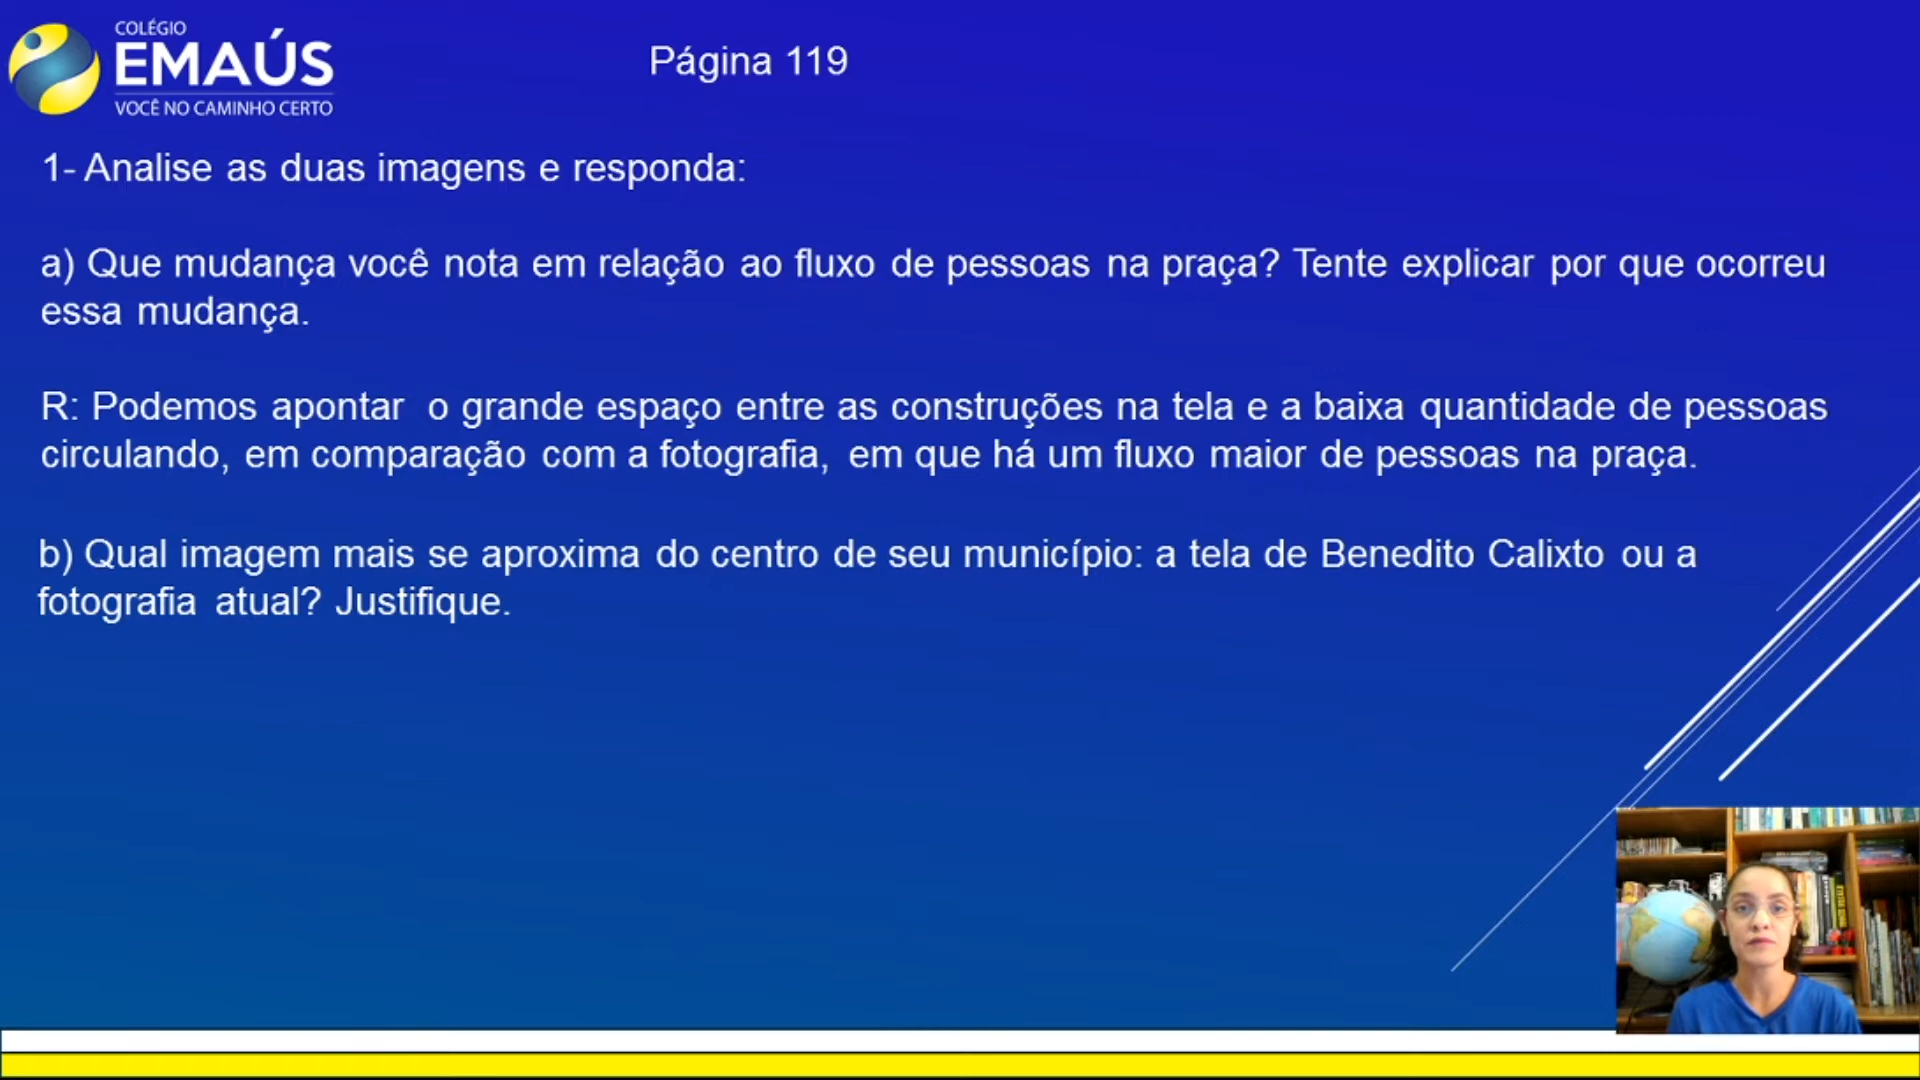 COLÉGIO
EMAÚS
VOCÊ NO CAMINHO CERTO
Página 119
1- Analise as duas imagens e responda:
a) Que mudança você nota em relação ao fluxo de pessoas na praça? Tente explicar por que ocorreu
essa mudança.
R: Podemos apontar o grande espaço entre as construções na tela e a baixa quantidade de pessoas
circulando, em comparação com a fotografia, em que há um fluxo maior de pessoas na praça.
b) Qual imagem mais se aproxima do centro de seu município: a tela de Benedito Calixto ou a
fotografia atual? Justifique.